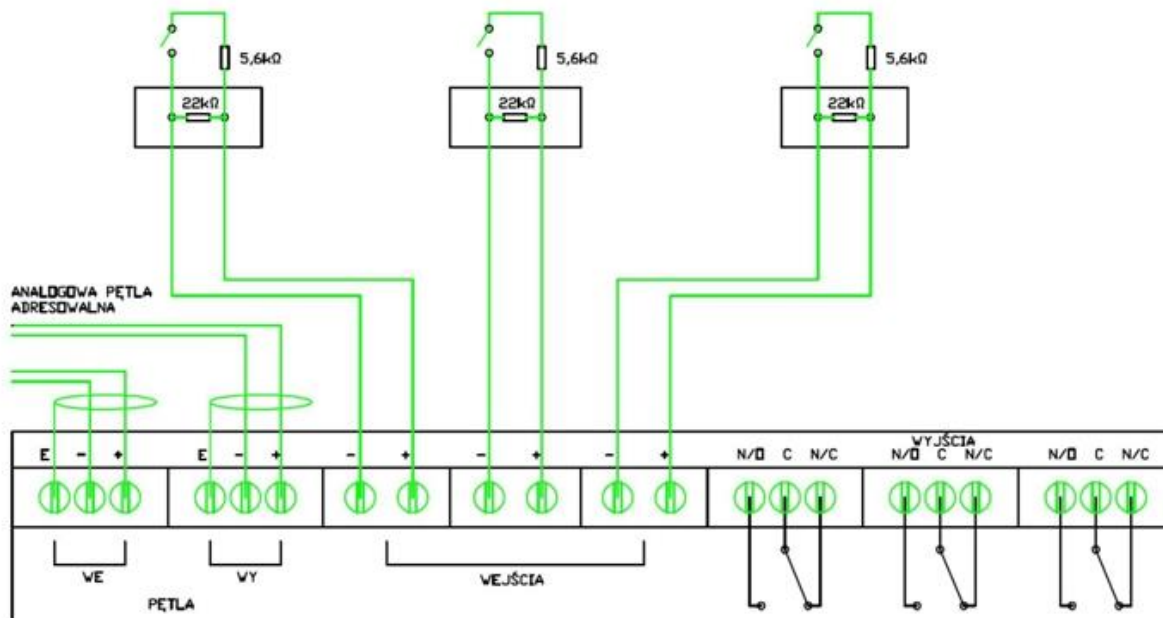 5,6kΩ 5,6kΩ 5,6kΩ
22kΩ 22kΩ 22kΩ
ANALOGOWA PĘTLA
ADRESOWALNA
WYJŚCIA
E - + E - + - + - + - + N/O C N/C N/O C N/C N/O C N/C
WE WY WEJŚCIA
PĘTLA